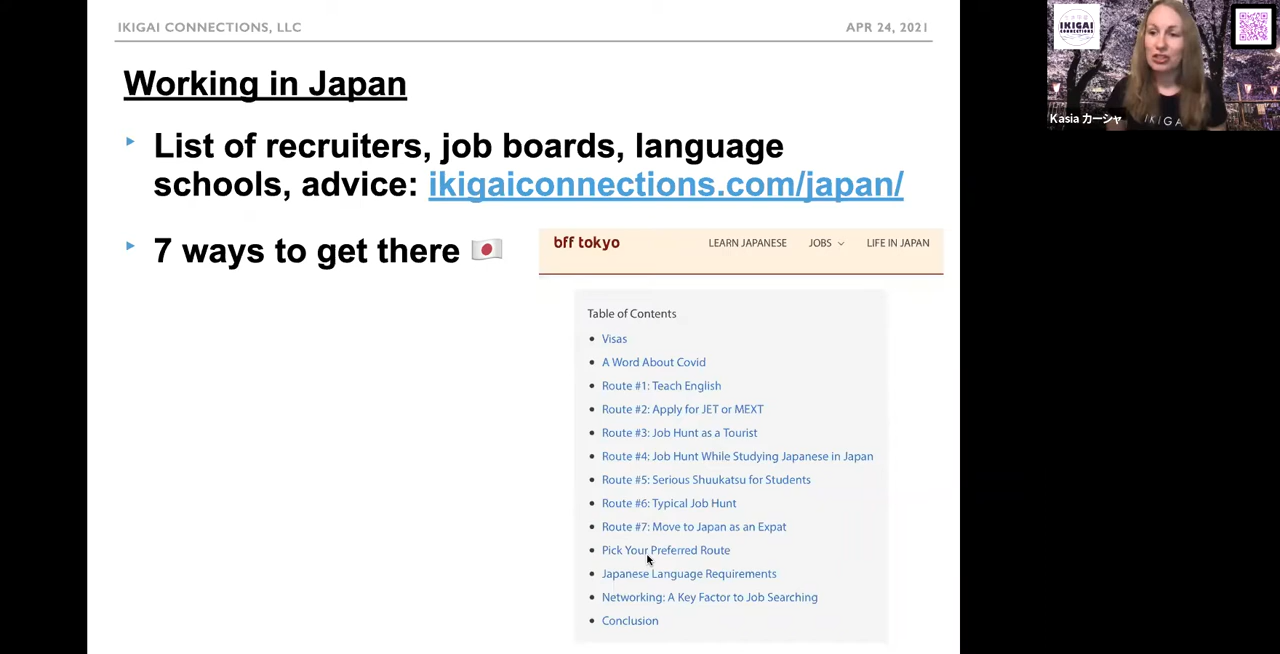 IKIGAI CONNECTIONS, LLC
APR 24, 2021
Working in Japan
List of recruiters, job boards, language
schools, advice: ikigaiconnections.com/japan/
7 ways to get there
bff tokyo
LEARN JAPANESE
JOBS
LIFE IN JAPAN
Table of Contents
Visas
A Word About Covid
Route #1: Teach English
Route #2: Apply for JET or MEXT
Route #3: Job Hunt as a Tourist
Route #4: Job Hunt While Studying Japanese in Japan
Route #5: Serious Shuukatsu for Students
Route #6: Typical Job Hunt
Route #7: Move to Japan as an Expat
Pick Your Preferred Route
Japanese Language Requirements
Networking: A Key Factor to Job Searching
Conclusion
IKIGAI
CONNECTIONS
IKIGA
Kasia カーシャ